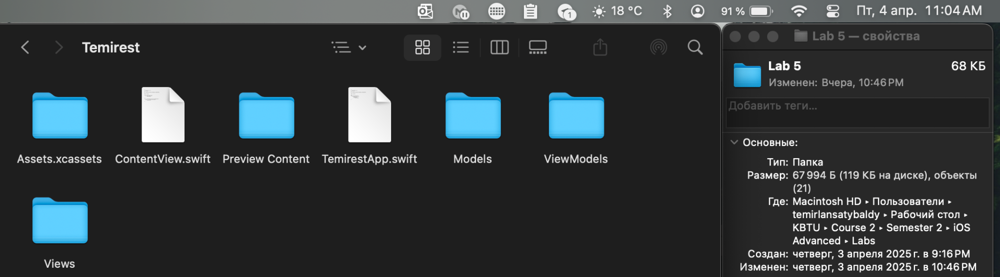 1
18 °C
91 %
Пт, 4 апр. 11:04 AM
Temirest
Assets.xcassets
ContentView.swift
Preview Content
TemirestApp.swift
Models
ViewModels
Views
Lab 5 — свойства
Lab 5
68 КБ
Изменен: Вчера, 10:46 PM
Добавить теги...
Основные:
Тип: Папка
Размер: 67 994 Б (119 КБ на диске), объекты
(21)
Где: Macintosh HD ▸ Пользователи ▸
temirlansatybaldy ▸ Рабочий стол ▸
KBTU ▸ Course 2 ▸ Semester 2 ▸ iOS
Advanced ▸ Labs
Создан: четверг, 3 апреля 2025 г. в 9:16 PM
Изменен: четверг, 3 апреля 2025 г. в 10:46 PM